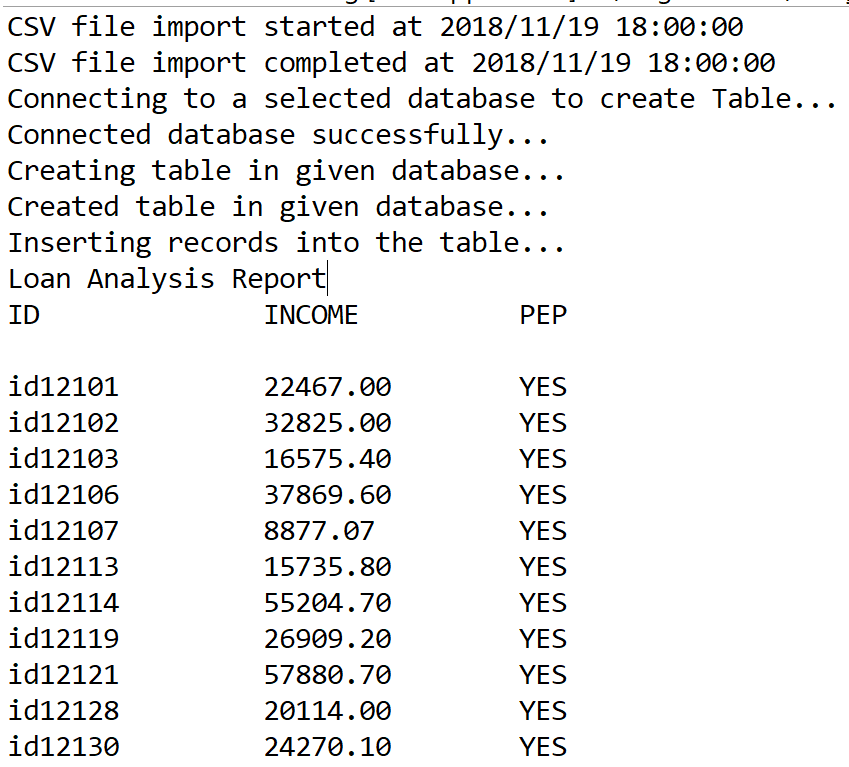 CSV file import started at 2018/11/19 18:00:00
CSV file import completed at 2018/11/19 18:00:00
Connecting to a selected database to create Table...
Connected database successfully...
Creating table in given database...
Created table in given database...
Inserting records into the table...
Loan Analysis Report
ID INCOME PEP
id12101 22467.00 YES
id12102 32825.00 YES
id12103 16575.40 YES
id12106 37869.60 YES
id12107 8877.07 YES
id12113 15735.80 YES
id12114 55204.70 YES
id12119 26909.20 YES
id12121 57880.70 YES
id12128 20114.00 YES
id12130 24270.10 YES